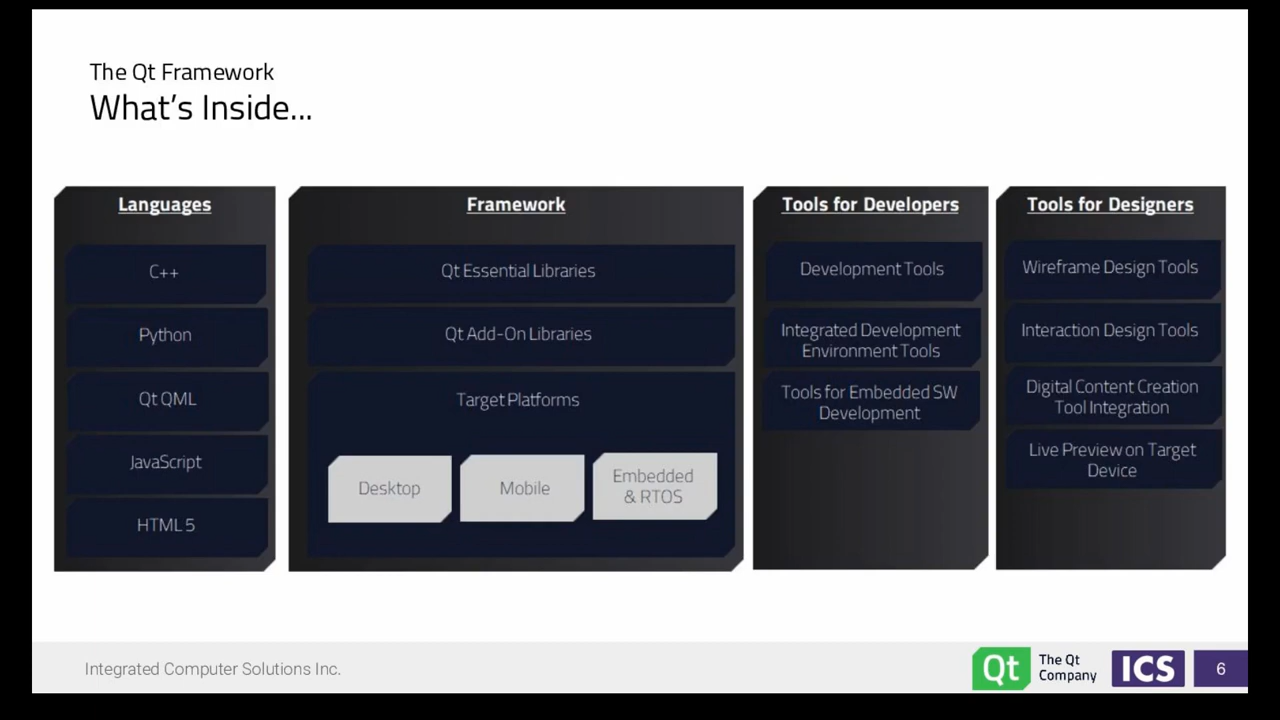 The Qt Framework
What's Inside...
Languages
C++
Python
Qt QML
JavaScript
HTML 5
Framework
Qt Essential Libraries
Qt Add-On Libraries
Target Platforms
Desktop
Mobile
Embedded
& RTOS
Tools for Developers
Development Tools
Integrated Development
Environment Tools
Tools for Embedded SW
Development
Tools for Designers
Wireframe Design Tools
Interaction Design Tools
Digital Content Creation
Tool Integration
Live Preview on Target
Device
Integrated Computer Solutions Inc.
Qt
The Qt
Company
ICS
6